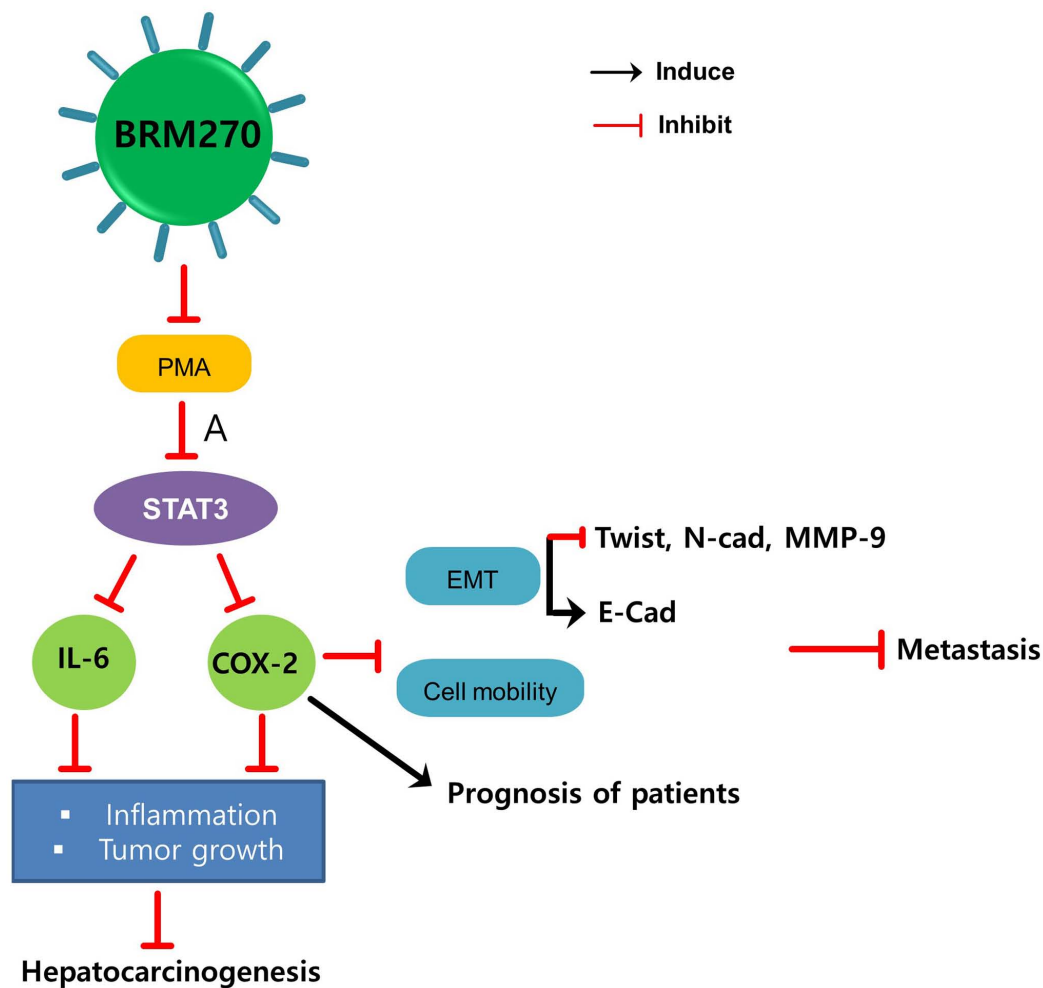 BRM270
Induce
Inhibit
PMA
A
STAT3
IL-6
COX-2
EMT
Twist, N-cad, MMP-9
E-Cad
Cell mobility
Metastasis
Prognosis of patients
▪ Inflammation
▪ Tumor growth
Hepatocarcinogenesis